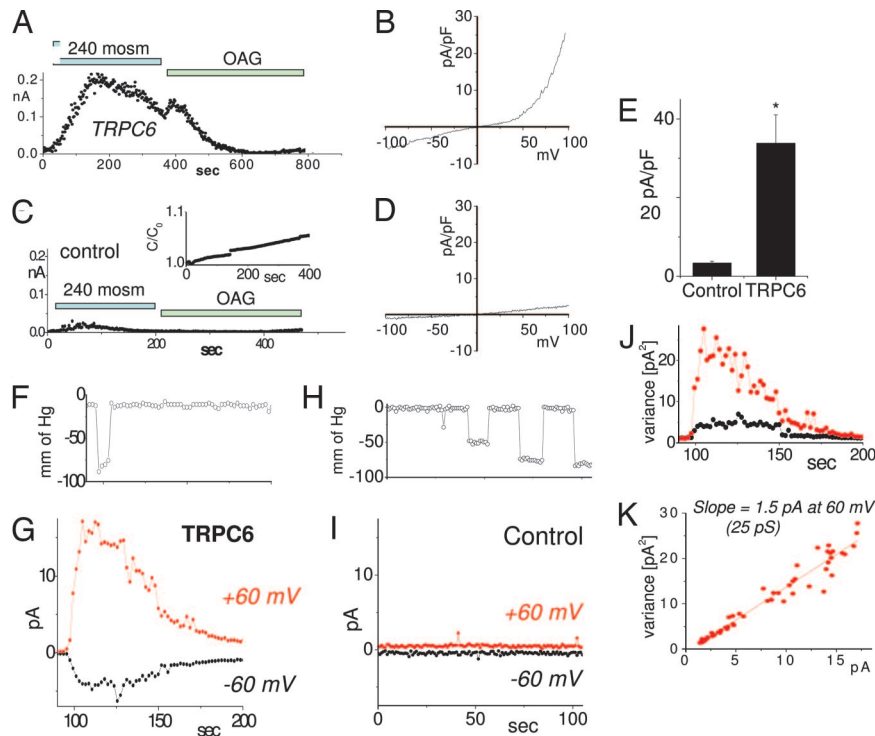 A
240 mosm
OAG
0.2
nA
0.1
0.0
TRPC6
0 200 400 600 800
sec
B
pA/pF
30
20
10
-10
-100 -50 0 50 100
mV
C
control
0.2
nA
0.1
0.0
240 mosm
OAG
0 200 400
sec
C/C0
1.1
1.0
0 sec 400
D
pA/pF
30
20
10
-10
-100 -50 0 50 100
mV
E
pA/pF
40
20
0
*
Control TRPC6
F
mm of Hg
0
-50
-100
G
TRPC6
pA
10
0
+60 mV
-60 mV
100 150 200
sec
H
mm of Hg
0
-50
-100
I
Control
10
0
+60 mV
-60 mV
0 50 100
sec
J
variance [pA²]
20
10
0
100 150 200
sec
K
Slope = 1.5 pA at 60 mV
(25 pS)
variance [pA²]
30
20
10
0
0 5 10 15
pA